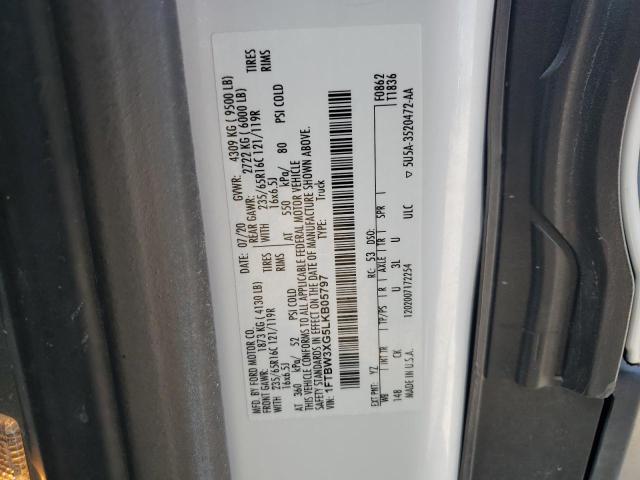 MFD. BY FORD MOTOR CO.
DATE: 07/20 GVWR: 4309 KG ( 9500 LB)
FRONT GAWR: 1873 KG ( 4130 LB) REAR GAWR: 2722 KG ( 6000 LB)
WITH 235/65R16C 121/119R TIRES WITH 235/65R16C 121/119R TIRES
16x6.5J RIMS 16x6.5J RIMS
AT 360 kPa/ 52 PSI COLD AT 550 kPa/ 80 PSI COLD
THIS VEHICLE CONFORMS TO ALL APPLICABLE FEDERAL MOTOR VEHICLE
SAFETY STANDARDS IN EFFECT ON THE DATE OF MANUFACTURE SHOWN ABOVE.
VIN: 1FTBW3XG5LKB05797
TYPE: Truck
F0862
T1836
EXT PNT: YZ RC: 53 DSO:
WB INT TR TP/PS R AXLE TR SPR
148 CK U 3L U ULC
MADE IN U.S.A. 1202007172254 ▽ 5U5A-3520472-AA